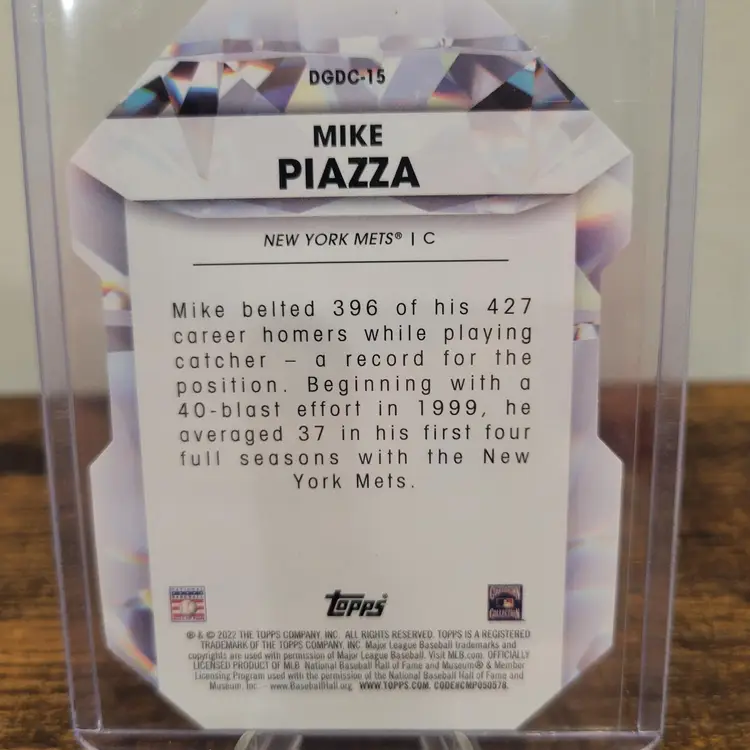 DGDC-15
MIKE
PIAZZA
NEW YORK METS® | C
Mike belted 396 of his 427
career homers while playing
catcher – a record for the
position. Beginning with a
40-blast effort in 1999, he
averaged 37 in his first four
full seasons with the New
York Mets.
Topps
® & © 2022 THE TOPPS COMPANY, INC. ALL RIGHTS RESERVED. TOPPS IS A REGISTERED
TRADEMARK OF THE TOPPS COMPANY, INC. Major League Baseball trademarks and
copyrights are used with permission of Major League Baseball. Visit MLB.com. OFFICIALLY
LICENSED PRODUCT OF MLB National Baseball Hall of Fame and Museum® & Member
Licensing Program used with the permission of the National Baseball Hall of Fame and
Museum, Inc. - www.BaseballHall.org WWW.TOPPS.COM. CODE#CMP050578.